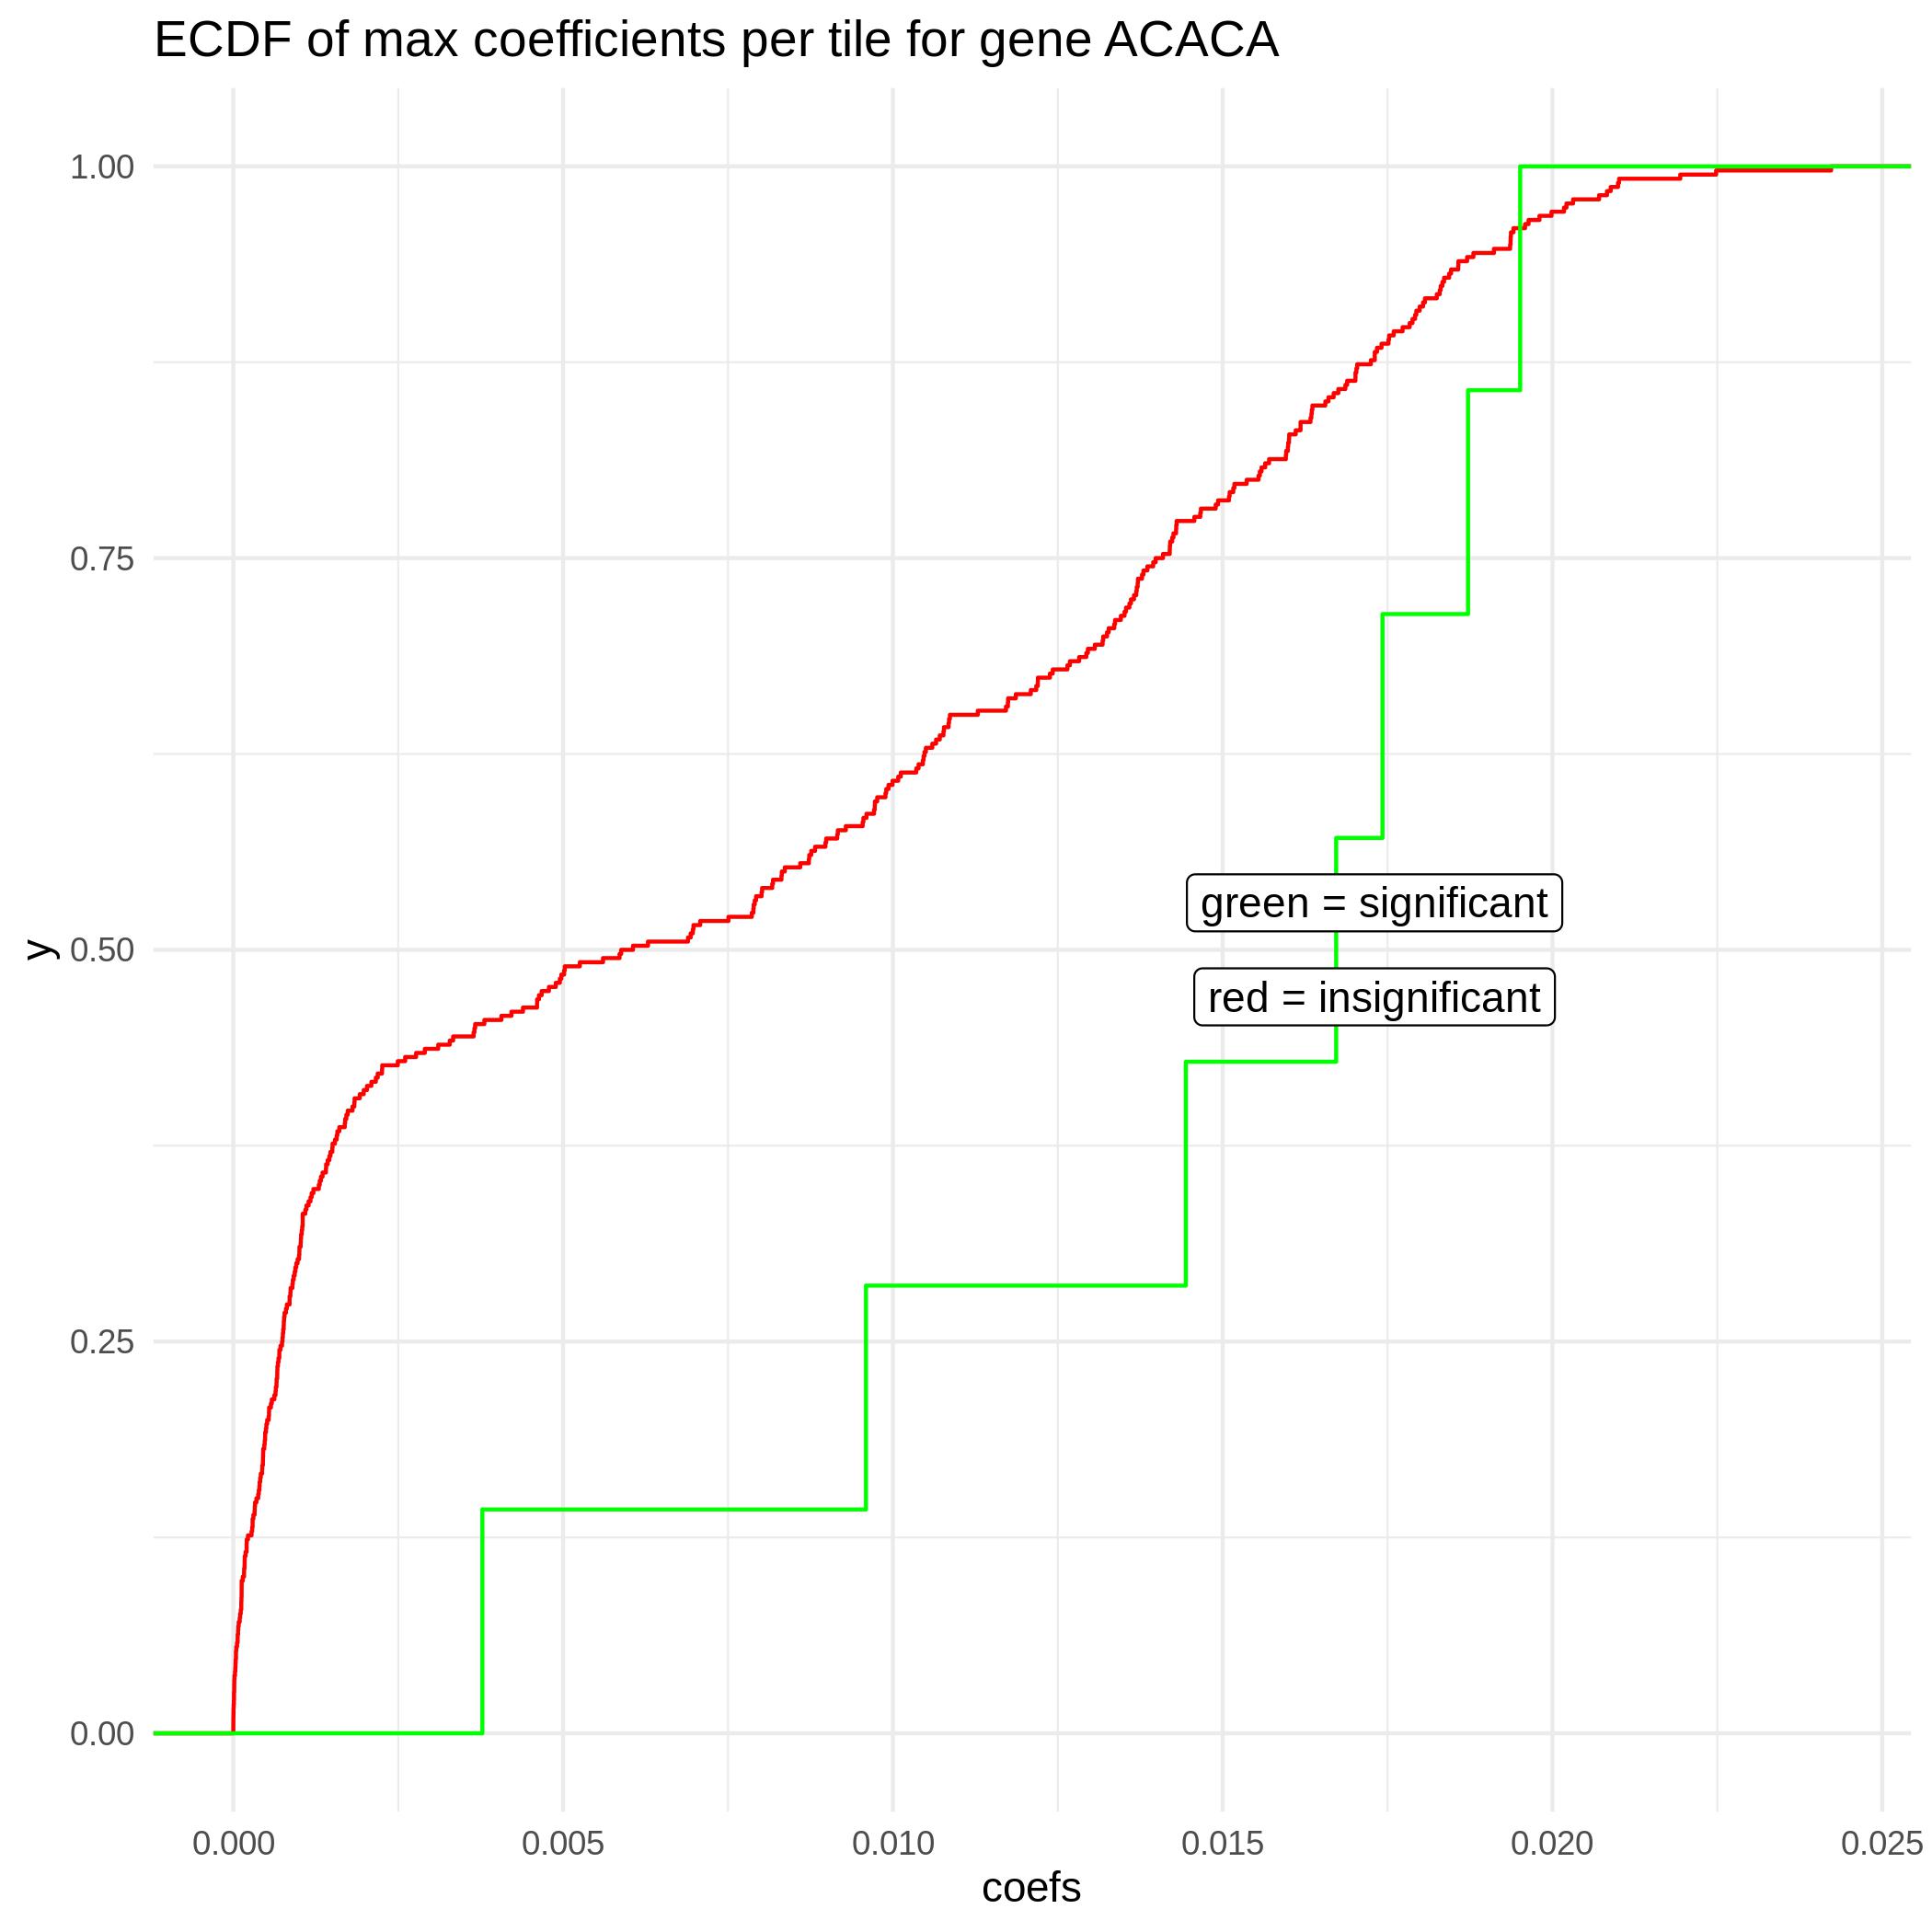 ECDF of max coefficients per tile for gene ACACA
1.00
0.75
0.50
0.25
0.00
y
green = significant
red = insignificant
0.000 0.005 0.010 0.015 0.020 0.025
coefs